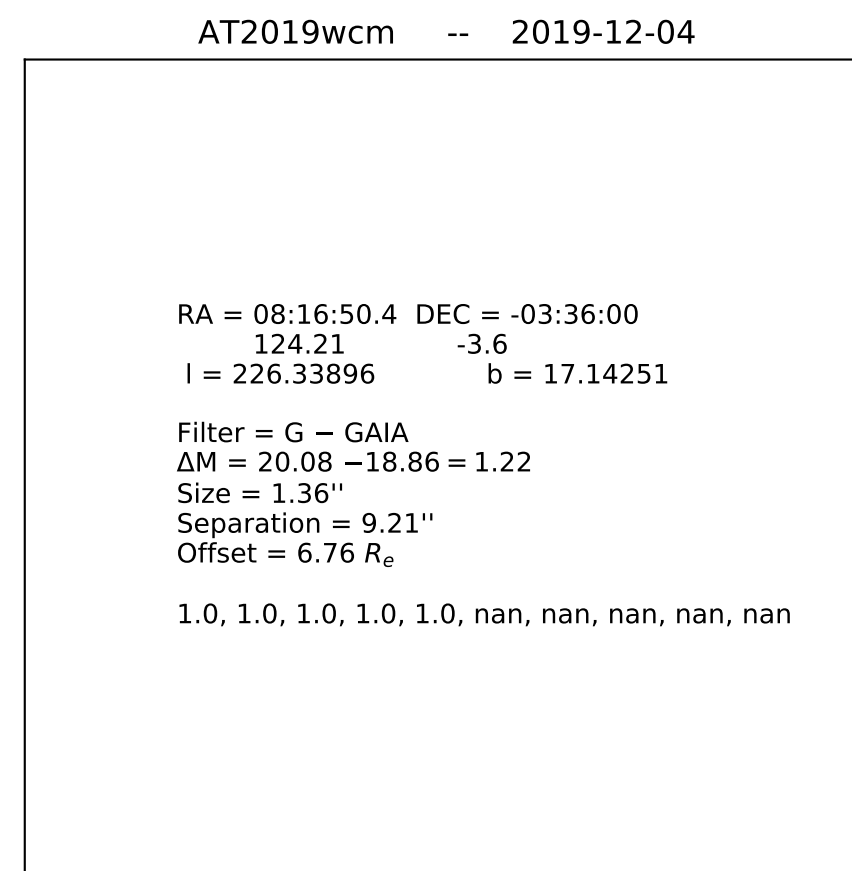 AT2019wcm -- 2019-12-04
RA = 08:16:50.4 DEC = -03:36:00
124.21 -3.6
l = 226.33896 b = 17.14251
Filter = G − GAIA
ΔM = 20.08 −18.86 = 1.22
Size = 1.36''
Separation = 9.21''
Offset = 6.76 Re
1.0, 1.0, 1.0, 1.0, 1.0, nan, nan, nan, nan, nan